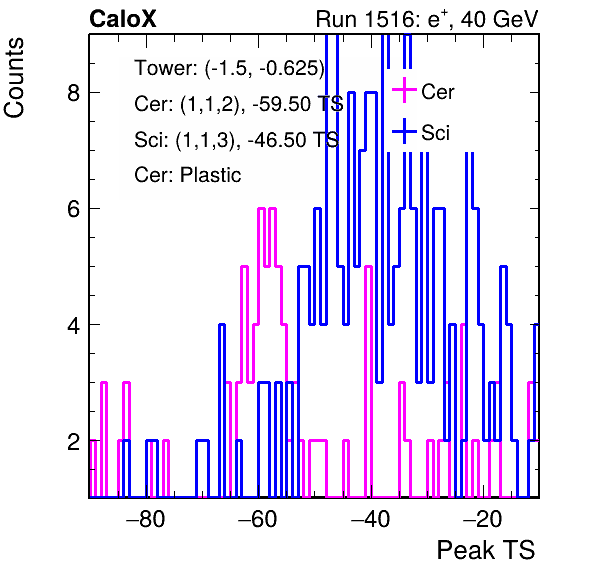 CaloX Run 1516: e⁺, 40 GeV
Counts
Tower: (-1.5, -0.625)
Cer: (1,1,2), -59.50 TS
Sci: (1,1,3), -46.50 TS
Cer: Plastic
Cer
Sci
8
6
4
2
−80 −60 −40 −20
Peak TS